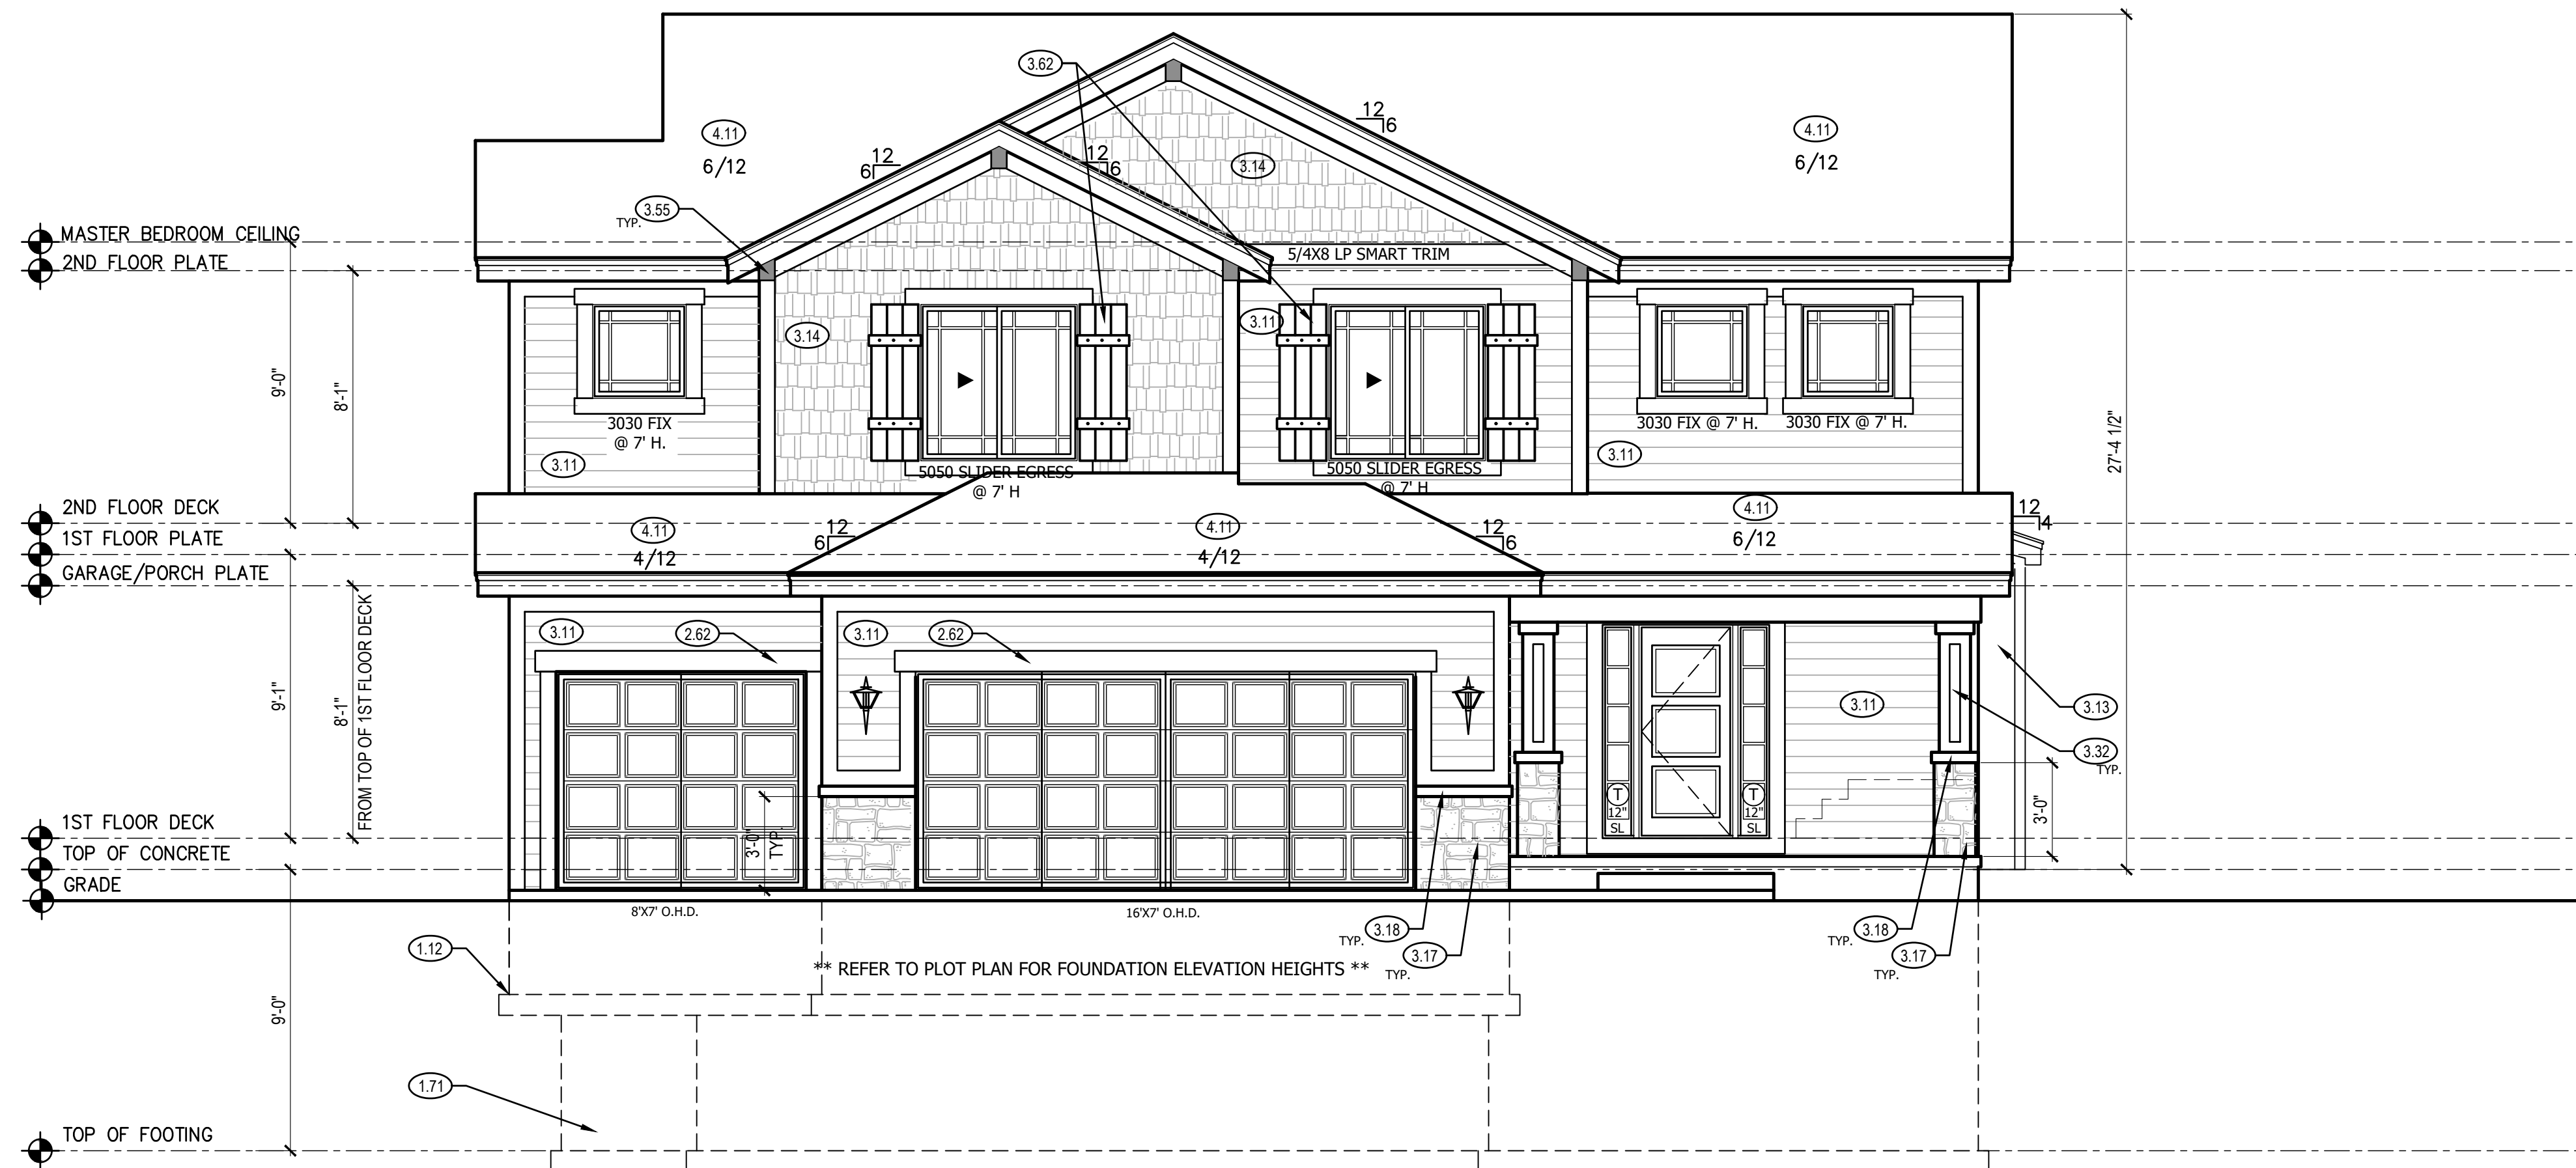 3.62
12
6
4.11
6/12
4.11
6/12
12
6
12
6
3.14
3.55
TYP.
MASTER BEDROOM CEILING
2ND FLOOR PLATE
5/4X8 LP SMART TRIM
3.14
3.11
9'-0"
8'-1"
3030 FIX
@ 7' H.
3030 FIX @ 7' H.
3030 FIX @ 7' H.
3.11
3.11
5050 SLIDER EGRESS
@ 7' H
5050 SLIDER EGRESS
@ 7' H
27'-4 1/2"
2ND FLOOR DECK
1ST FLOOR PLATE
GARAGE/PORCH PLATE
4.11
4/12
12
6
4.11
4/12
12
6
4.11
6/12
12
4
3.11
2.62
3.11
2.62
9'-1"
8'-1"
FROM TOP OF 1ST FLOOR DECK
3.11
3.13
3.32
TYP.
T
12"
SL
T
12"
SL
3'-0"
TYP.
3'-0"
1ST FLOOR DECK
TOP OF CONCRETE
GRADE
8'X7' O.H.D.
16'X7' O.H.D.
TYP.
3.18
3.17
TYP.
TYP.
3.18
3.17
TYP.
1.12
** REFER TO PLOT PLAN FOR FOUNDATION ELEVATION HEIGHTS **
9'-0"
1.71
TOP OF FOOTING